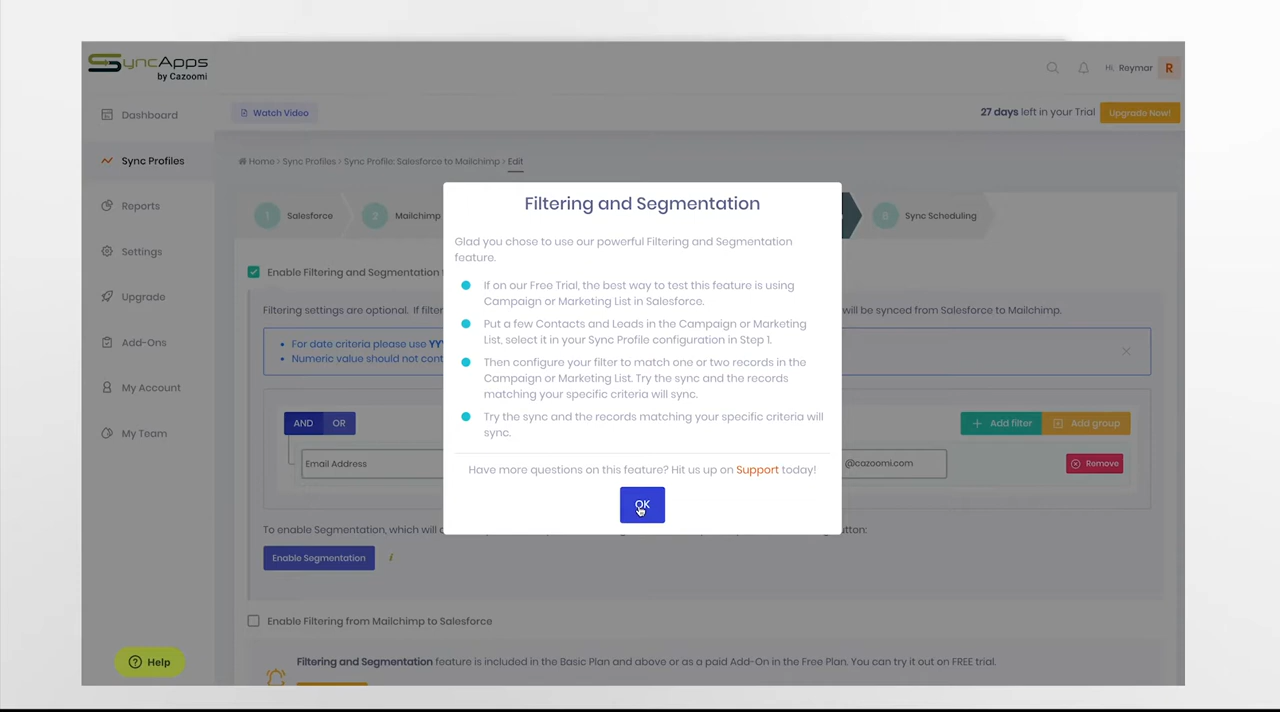 SyncApps
by Cazoomi
Hi, Reymar R
Dashboard
Watch Video
27 days left in your Trial Upgrade Now!
Sync Profiles
Home > Sync Profiles > Sync Profile: Salesforce to Mailchimp > Edit
Reports
Settings
Upgrade
Add-Ons
My Account
My Team
Help
1 Salesforce 2 Mailchimp 6 Sync Scheduling
Enable Filtering and Segmentation
Filtering settings are optional. If filter will be synced from Salesforce to Mailchimp.
For date criteria please use YY
Numeric value should not cont
AND OR
Add filter Add group
Email Address @cazoomi.com Remove
Filtering and Segmentation
Glad you chose to use our powerful Filtering and Segmentation
feature.
If on our Free Trial, the best way to test this feature is using
Campaign or Marketing List in Salesforce.
Put a few Contacts and Leads in the Campaign or Marketing
List, select it in your Sync Profile configuration in Step 1.
Then configure your filter to match one or two records in the
Campaign or Marketing List. Try the sync and the records
matching your specific criteria will sync.
Try the sync and the records matching your specific criteria will
sync.
Have more questions on this feature? Hit us up on Support today!
OK
To enable Segmentation, which will button:
Enable Segmentation i
Enable Filtering from Mailchimp to Salesforce
Filtering and Segmentation feature is included in the Basic Plan and above or as a paid Add-On in the Free Plan. You can try it out on FREE trial.